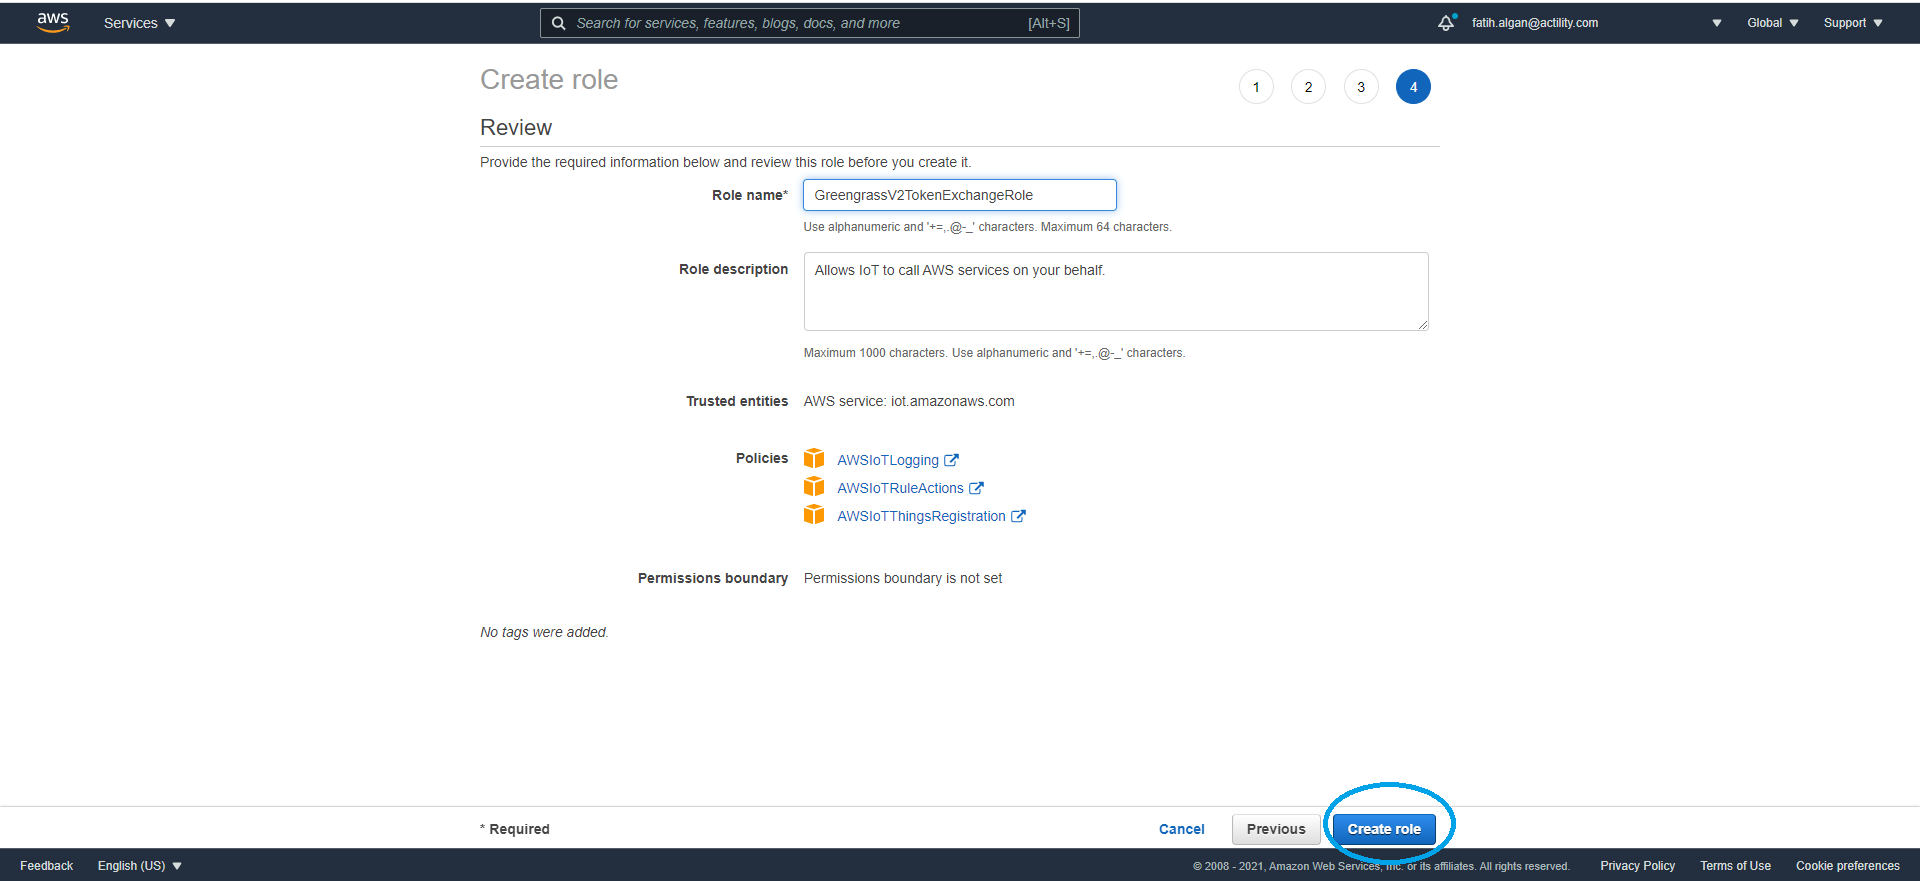 aws Services Search for services, features, blogs, docs, and more [Alt+S] fatih.algan@actility.com Global Support
Create role 1 2 3 4
Review
Provide the required information below and review this role before you create it.
Role name* GreengrassV2TokenExchangeRole
Use alphanumeric and '+=,.@-_' characters. Maximum 64 characters.
Role description Allows IoT to call AWS services on your behalf.
Maximum 1000 characters. Use alphanumeric and '+=,.@-_' characters.
Trusted entities AWS service: iot.amazonaws.com
Policies AWSIoTLogging
AWSIoTRuleActions
AWSIoTThingsRegistration
Permissions boundary Permissions boundary is not set
No tags were added.
* Required Cancel Previous Create role
Feedback English (US) © 2008 - 2021, Amazon Web Services, Inc. or its affiliates. All rights reserved. Privacy Policy Terms of Use Cookie preferences